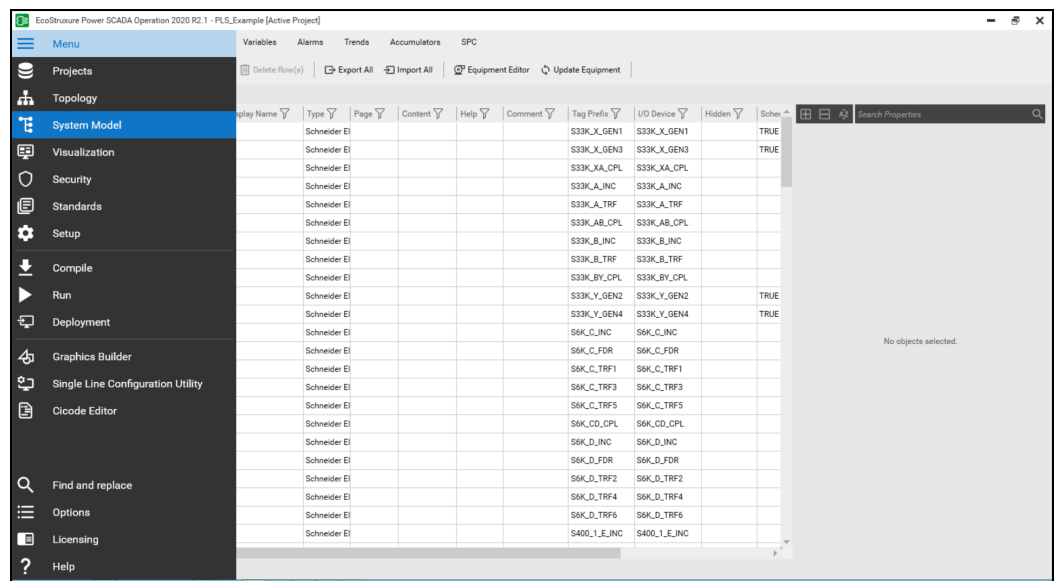 EcoStruxure Power SCADA Operation 2020 R2.1 - PLS_Example [Active Project]
Menu
Variables Alarms Trends Accumulators SPC
Projects
Delete Row(s) Export All Import All Equipment Editor Update Equipment
Topology
System Model
Visualization
Security
Standards
Setup
Compile
Run
Deployment
Graphics Builder
Single Line Configuration Utility
Cicode Editor
Find and replace
Options
Licensing
Help
splay Name Type Page Content Help Comment Tag Prefix I/O Device Hidden Sched
Schneider El S33K_X_GEN1 S33K_X_GEN1 TRUE
Schneider El S33K_X_GEN3 S33K_X_GEN3 TRUE
Schneider El S33K_XA_CPL S33K_XA_CPL
Schneider El S33K_A_INC S33K_A_INC
Schneider El S33K_A_TRF S33K_A_TRF
Schneider El S33K_AB_CPL S33K_AB_CPL
Schneider El S33K_B_INC S33K_B_INC
Schneider El S33K_B_TRF S33K_B_TRF
Schneider El S33K_BY_CPL S33K_BY_CPL
Schneider El S33K_Y_GEN2 S33K_Y_GEN2 TRUE
Schneider El S33K_Y_GEN4 S33K_Y_GEN4 TRUE
Schneider El S6K_C_INC S6K_C_INC
Schneider El S6K_C_FDR S6K_C_FDR
Schneider El S6K_C_TRF1 S6K_C_TRF1
Schneider El S6K_C_TRF3 S6K_C_TRF3
Schneider El S6K_C_TRF5 S6K_C_TRF5
Schneider El S6K_CD_CPL S6K_CD_CPL
Schneider El S6K_D_INC S6K_D_INC
Schneider El S6K_D_FDR S6K_D_FDR
Schneider El S6K_D_TRF2 S6K_D_TRF2
Schneider El S6K_D_TRF4 S6K_D_TRF4
Schneider El S6K_D_TRF6 S6K_D_TRF6
Schneider El S400_1_E_INC S400_1_E_INC
Search Properties
No objects selected.